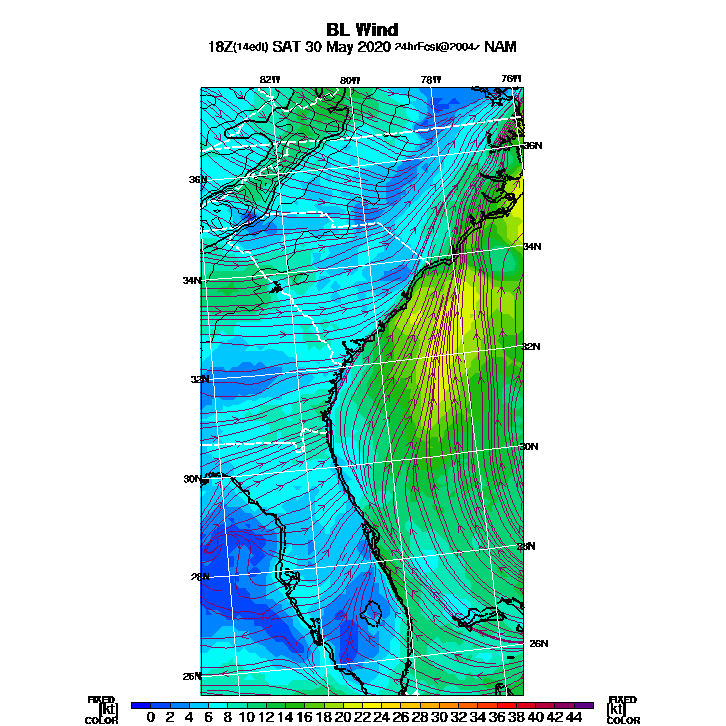 BL Wind
18Z(14edt) SAT 30 May 2020 24hrFcst@2004z NAM
82W 80W 78W 76W
36N
36N
34N
34N
32N
32N
30N
30N
28N
28N
26N
26N
FIXED [kt] COLOR
0 2 4 6 8 10 12 14 16 18 20 22 24 26 28 30 32 34 36 38 40 42 44
FIXED [kt] COLOR